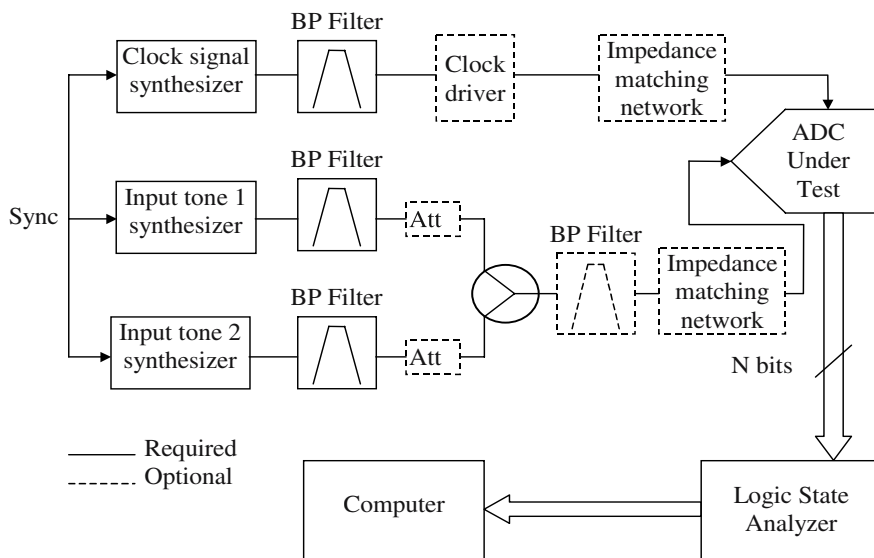 BP Filter
Clock signal
synthesizer
Clock
driver
Impedance
matching
network
ADC
Under
Test
BP Filter
Input tone 1
synthesizer
Att
Sync
BP Filter
Impedance
matching
network
BP Filter
Input tone 2
synthesizer
Att
N bits
Required
Optional
Computer
Logic State
Analyzer